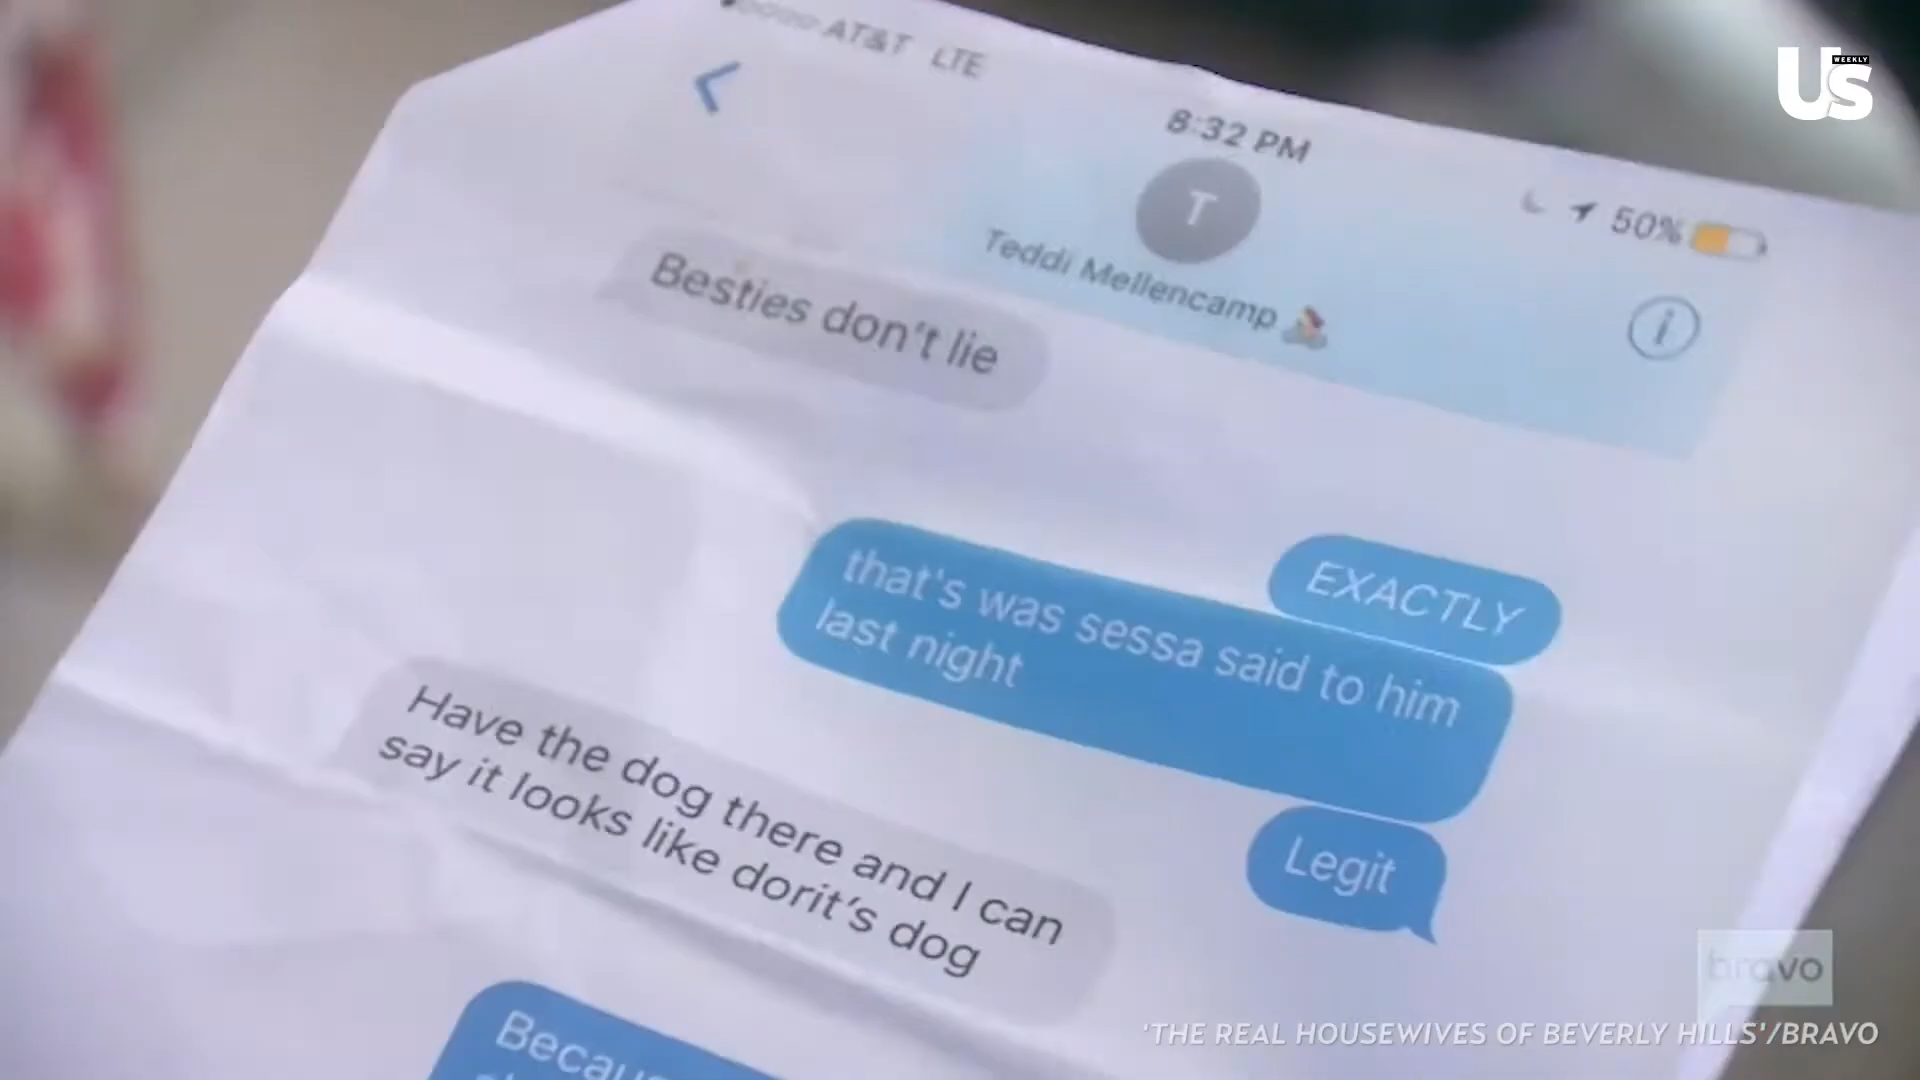 AT&T LTE
Us
WEEKLY
8:32 PM
50%
T
Teddi Mellencamp
Besties don't lie
EXACTLY
that's was sessa said to him
last night
Legit
Have the dog there and I can
say it looks like dorit's dog
bravo
'THE REAL HOUSEWIVES OF BEVERLY HILLS'/BRAVO